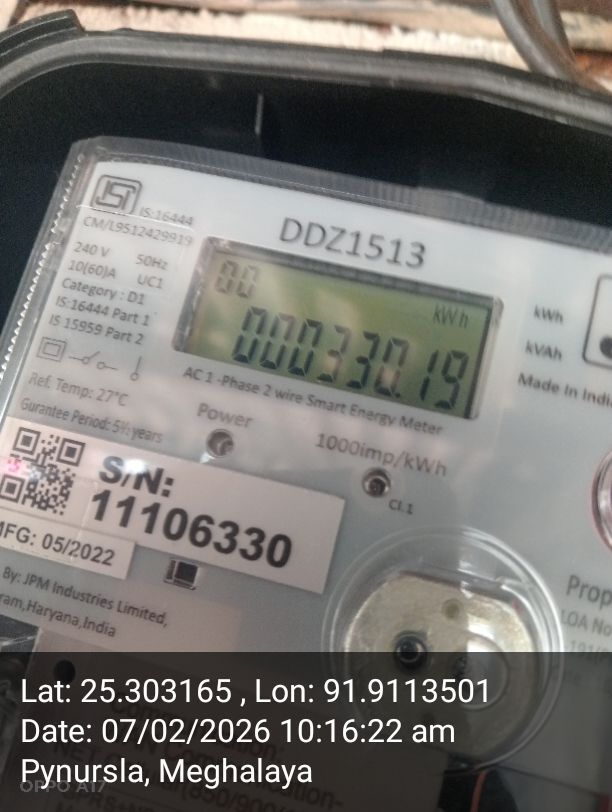 ISI
IS:16444
CM/L9512429919
DDZ1513
240 V 50Hz
10(60)A UC1
Category : D1
IS:16444 Part 1
IS 15959 Part 2
00
kWh
000330.19
kWh
kVAh
Made In India
AC 1 -Phase 2 wire Smart Energy Meter
Ref. Temp: 27°C
Gurantee Period: 5½ years
Power
1000imp/kWh
Cl.1
S/N:
11106330
MFG: 05/2022
By: JPM Industries Limited,
ram,Haryana,India
Prop
LOA No
Lat: 25.303165 , Lon: 91.9113501
Date: 07/02/2026 10:16:22 am
Pynursla, Meghalaya
OPPO A17